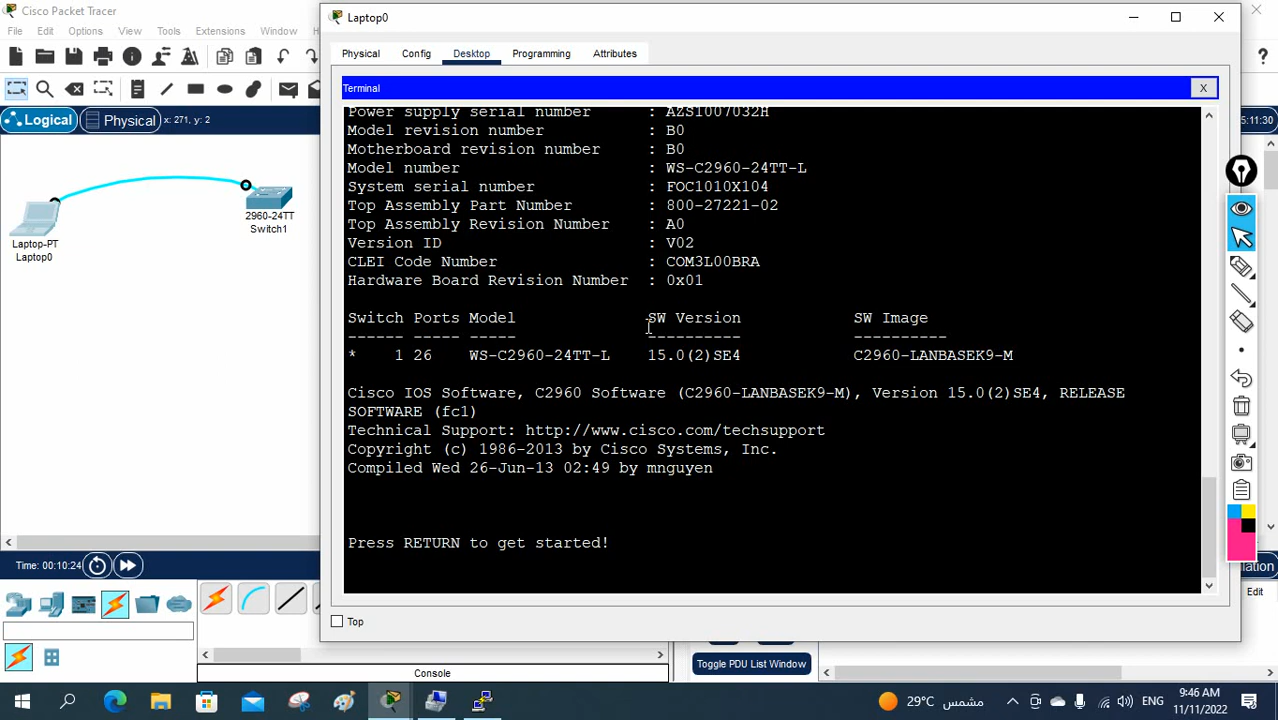 Cisco Packet Tracer
File Edit Options View Tools Extensions Window
Logical
Physical
x: 271, y: 2
Laptop0
Physical Config Desktop Programming Attributes
Terminal
X
Power supply serial number : AZS1007032H
Model revision number : B0
Motherboard revision number : B0
Model number : WS-C2960-24TT-L
System serial number : FOC1010X104
Top Assembly Part Number : 800-27221-02
Top Assembly Revision Number : A0
Version ID : V02
CLEI Code Number : COM3L00BRA
Hardware Board Revision Number : 0x01
Switch Ports Model SW Version SW Image
------ ----- ----- ---------- ----------
* 1 26 WS-C2960-24TT-L 15.0(2)SE4 C2960-LANBASEK9-M
Cisco IOS Software, C2960 Software (C2960-LANBASEK9-M), Version 15.0(2)SE4, RELEASE
SOFTWARE (fc1)
Technical Support: http://www.cisco.com/techsupport
Copyright (c) 1986-2013 by Cisco Systems, Inc.
Compiled Wed 26-Jun-13 02:49 by mnguyen
Press RETURN to get started!
Top
5:11:30
2960-24TT
Switch1
Laptop-PT
Laptop0
Time: 00:10:24
Edit
Console
Toggle PDU List Window
29°C مشمس
ENG
9:46 AM
11/11/2022